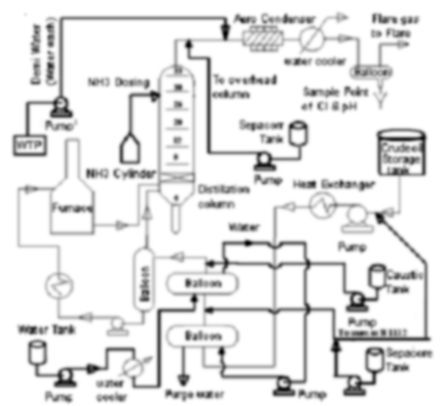 Aero Condenser
Flare gas
to Flare
Demi Water
(Water wash)
water cooler
Balloon
NH3 Dosing
To overhead
column
Sample Point
of Cl & pH
Pump
Sepacorr
Tank
WTP
Crude oil
Storage
tank
NH3 Cylinder
Pump
Furnace
Distillation
column
Heat Exchanger
Water
Pump
Balloon
Balloon
Caustic
Tank
Water Tank
Balloon
Pump
Sepacorr
Tank
Pump
water
cooler
Purge water
Pump